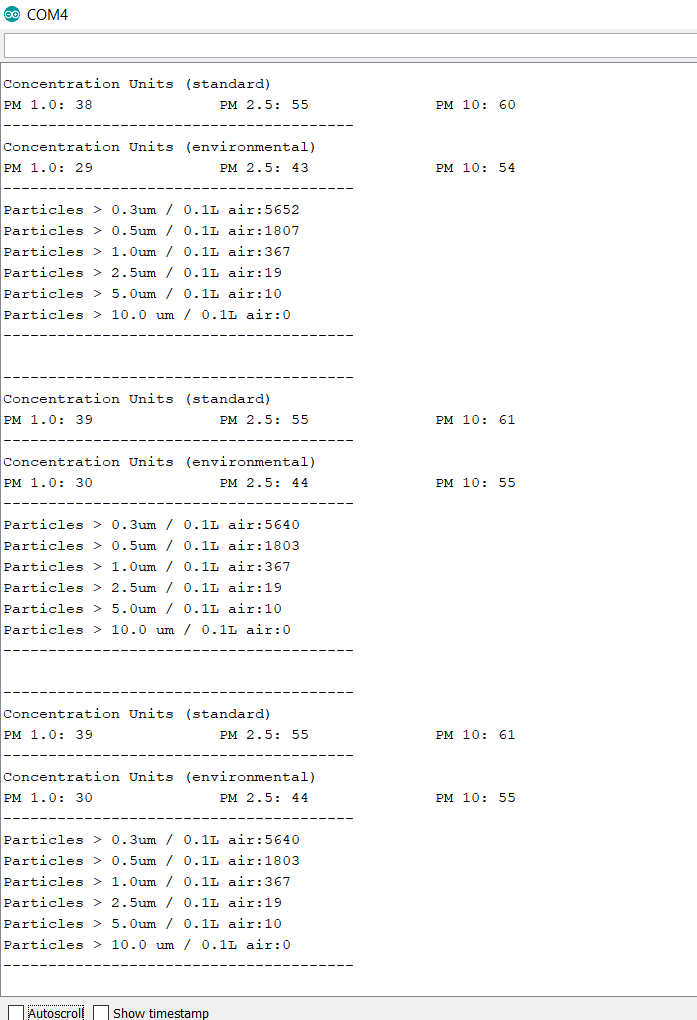 COM4
Concentration Units (standard)
PM 1.0: 38 PM 2.5: 55 PM 10: 60
---------------------------------------
Concentration Units (environmental)
PM 1.0: 29 PM 2.5: 43 PM 10: 54
---------------------------------------
Particles > 0.3um / 0.1L air:5652
Particles > 0.5um / 0.1L air:1807
Particles > 1.0um / 0.1L air:367
Particles > 2.5um / 0.1L air:19
Particles > 5.0um / 0.1L air:10
Particles > 10.0 um / 0.1L air:0
---------------------------------------
---------------------------------------
Concentration Units (standard)
PM 1.0: 39 PM 2.5: 55 PM 10: 61
---------------------------------------
Concentration Units (environmental)
PM 1.0: 30 PM 2.5: 44 PM 10: 55
---------------------------------------
Particles > 0.3um / 0.1L air:5640
Particles > 0.5um / 0.1L air:1803
Particles > 1.0um / 0.1L air:367
Particles > 2.5um / 0.1L air:19
Particles > 5.0um / 0.1L air:10
Particles > 10.0 um / 0.1L air:0
---------------------------------------
---------------------------------------
Concentration Units (standard)
PM 1.0: 39 PM 2.5: 55 PM 10: 61
---------------------------------------
Concentration Units (environmental)
PM 1.0: 30 PM 2.5: 44 PM 10: 55
---------------------------------------
Particles > 0.3um / 0.1L air:5640
Particles > 0.5um / 0.1L air:1803
Particles > 1.0um / 0.1L air:367
Particles > 2.5um / 0.1L air:19
Particles > 5.0um / 0.1L air:10
Particles > 10.0 um / 0.1L air:0
---------------------------------------
Autoscroll Show timestamp